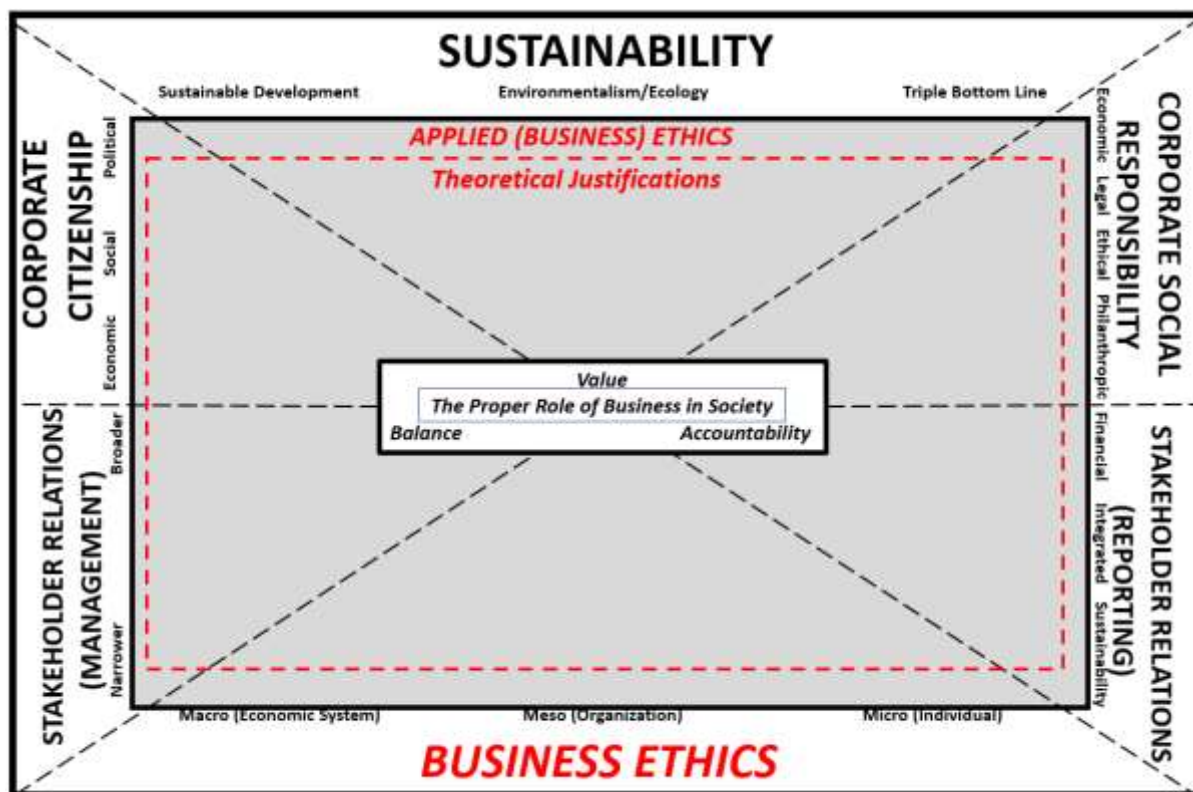 SUSTAINABILITY
Sustainable Development
Environmentalism/Ecology
Triple Bottom Line
CORPORATE
CITIZENSHIP
Political
Social
Economic
APPLIED (BUSINESS) ETHICS
Theoretical Justifications
CORPORATE SOCIAL
RESPONSIBILITY
Economic
Legal
Ethical
Philanthropic
Value
The Proper Role of Business in Society
Balance
Accountability
STAKEHOLDER RELATIONS
(MANAGEMENT)
Broader
Narrower
STAKEHOLDER RELATIONS
(REPORTING)
Financial
Integrated
Sustainability
Macro (Economic System)
Meso (Organization)
Micro (Individual)
BUSINESS ETHICS